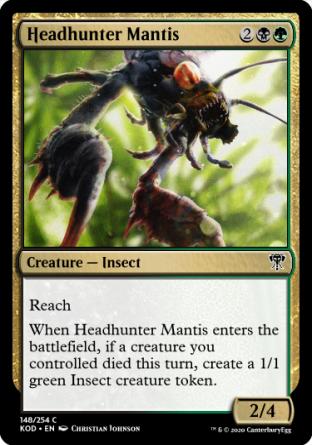 Headhunter Mantis 2
Creature — Insect
Reach
When Headhunter Mantis enters the
battlefield, if a creature you
controlled died this turn, create a 1/1
green Insect creature token.
2/4
148/254 C
KOD • EN Christian Johnson
™ & © 2020 CanterburyEgg